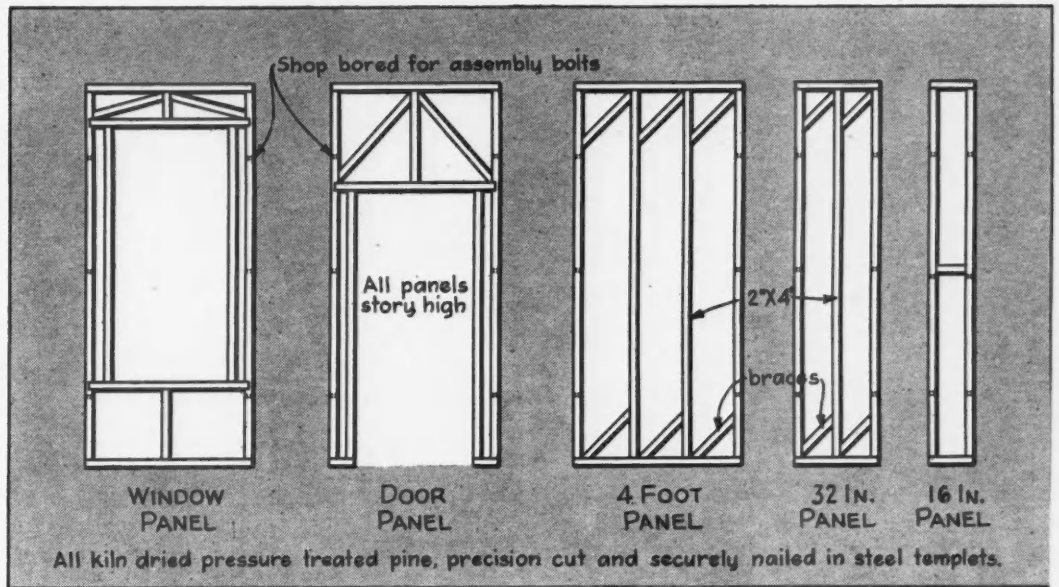 Shop bored for assembly bolts
All panels
story high
2"X4"
braces
WINDOW
PANEL
DOOR
PANEL
4 FOOT
PANEL
32 IN.
PANEL
16 IN.
PANEL
All kiln dried pressure treated pine, precision cut and securely nailed in steel templets.